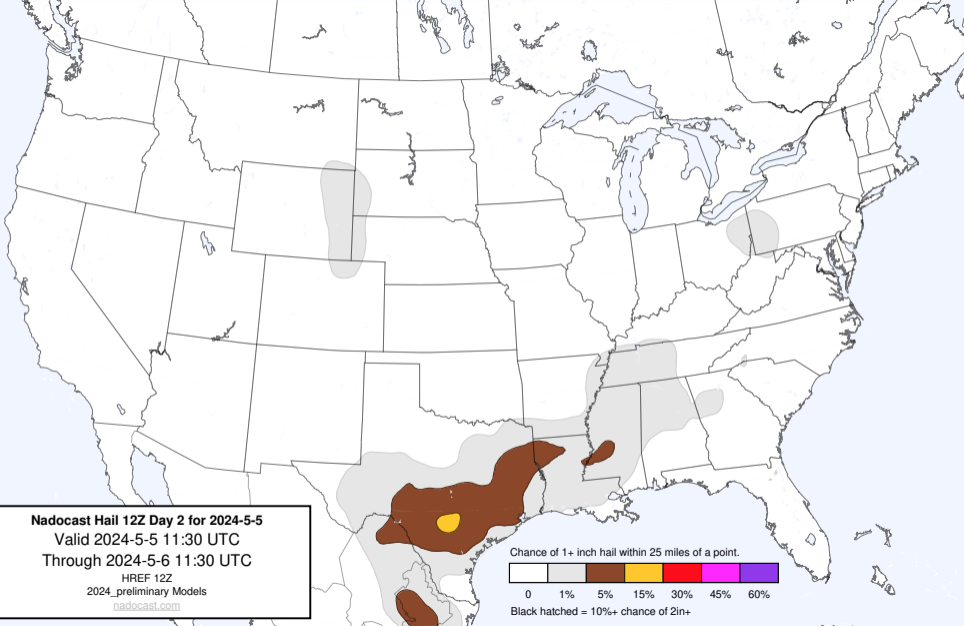 Nadocast Hail 12Z Day 2 for 2024-5-5
Valid 2024-5-5 11:30 UTC
Through 2024-5-6 11:30 UTC
HREF 12Z
2024_preliminary Models
nadocast.com
Chance of 1+ inch hail within 25 miles of a point.
0 1% 5% 15% 30% 45% 60%
Black hatched = 10%+ chance of 2in+